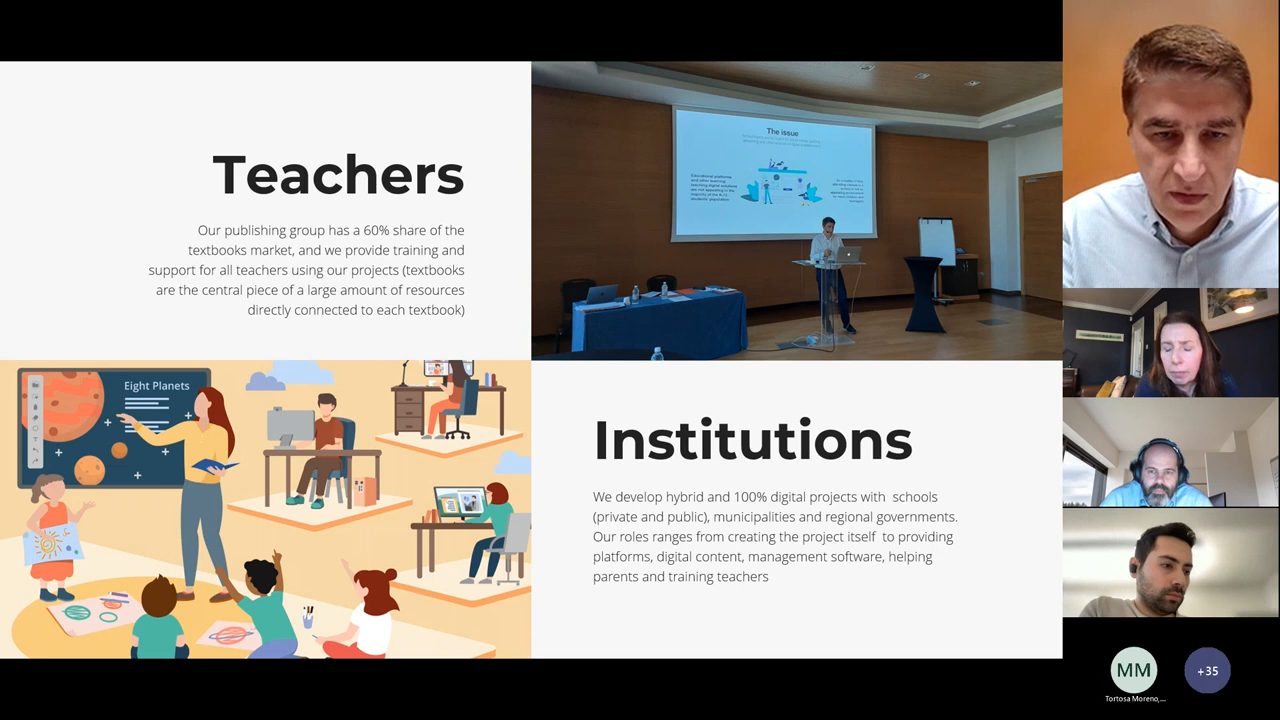 Teachers
Our publishing group has a 60% share of the
textbooks market, and we provide training and
support for all teachers using our projects (textbooks
are the central piece of a large amount of resources
directly connected to each textbook)
The issue
Eight Planets
Institutions
We develop hybrid and 100% digital projects with schools
(private and public), municipalities and regional governments.
Our roles ranges from creating the project itself to providing
platforms, digital content, management software, helping
parents and training teachers
MM
+35
Tortosa Moreno,...